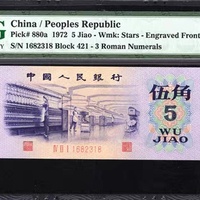 China / Peoples Republic
Pick# 880a 1972 5 Jiao - Wmk: Stars - Engraved Front
S/N 1682318 Block 421 - 3 Roman Numerals
中国人民银行
伍角
5
WU
JIAO
1682318